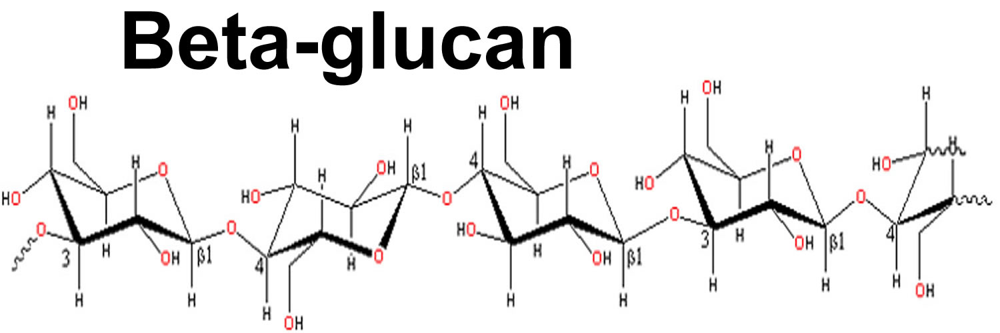 Beta-glucan
H OH H OH H OH H
H H H H OH β1 4 H O H O HO H
HO O HO O HO O OH
O 3 H OH β1 O 4 H O HO H OH β1 O 3 H OH β1 O 4
H H H OH H H H H H OH